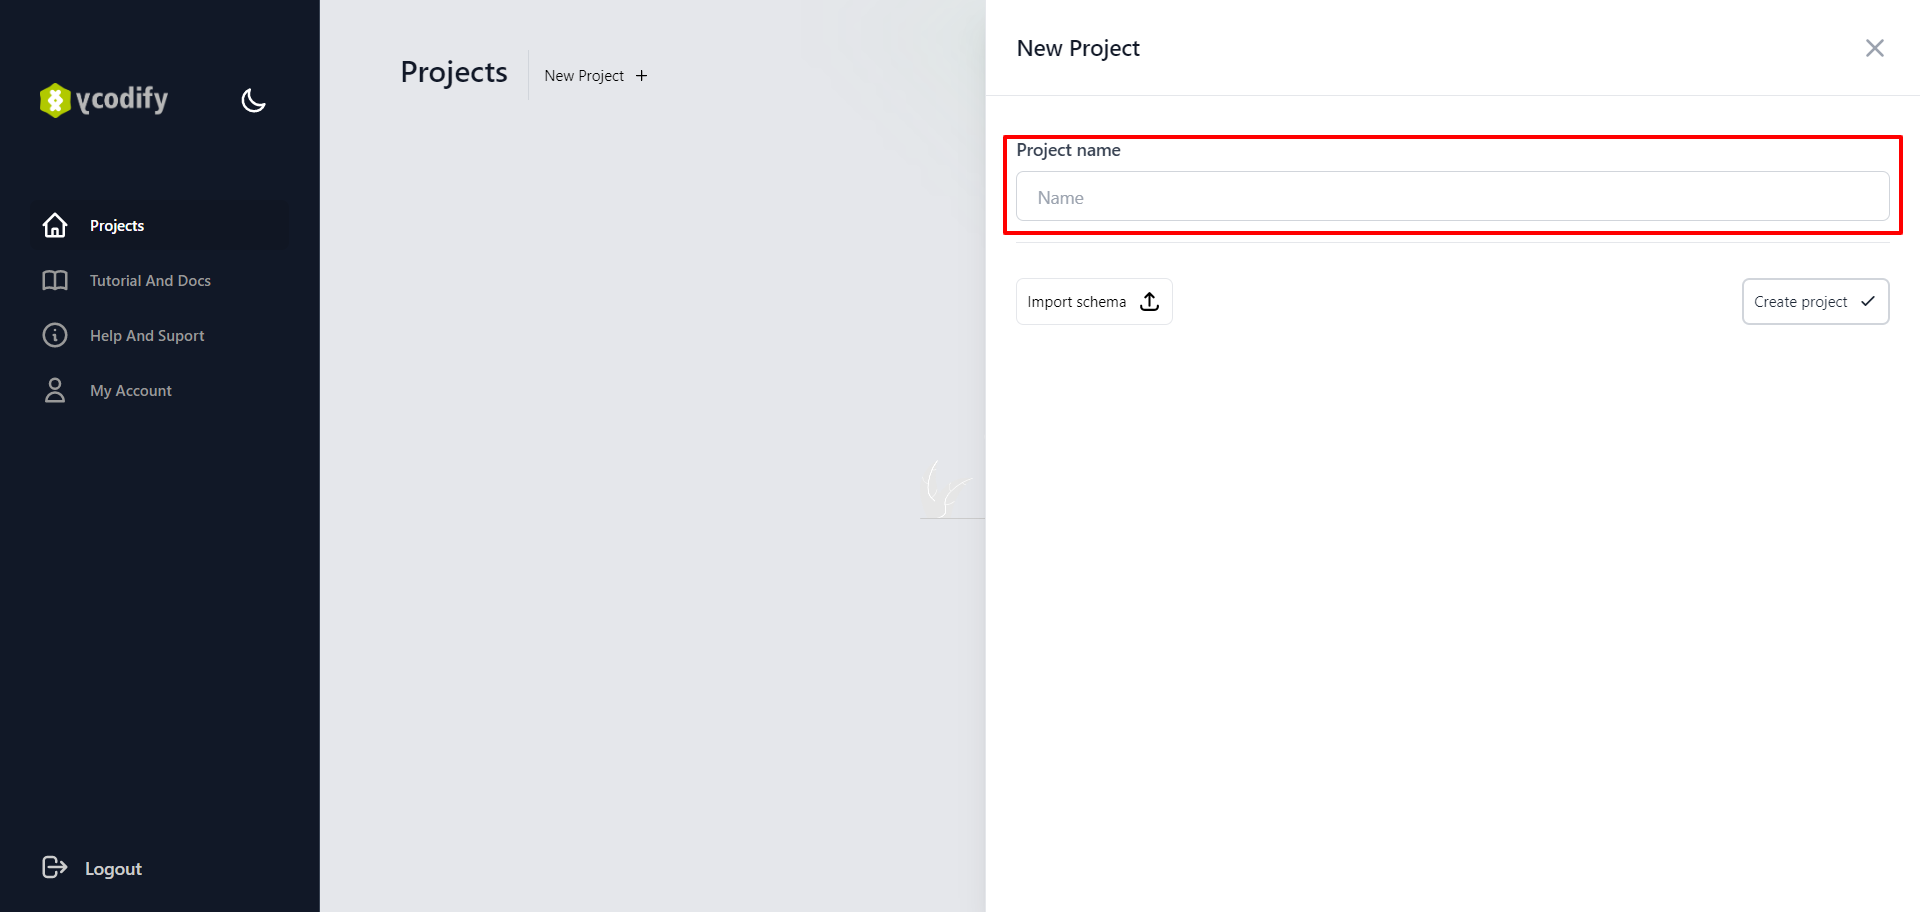 ycodify
Projects
Tutorial And Docs
Help And Suport
My Account
Logout
Projects
New Project
New Project
Project name
Name
Import schema
Create project